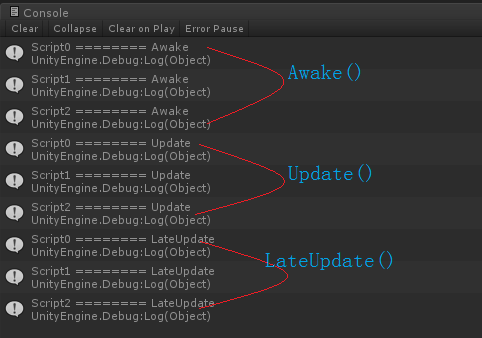 Console
Clear Collapse Clear on Play Error Pause
Script0 ======== Awake
UnityEngine.Debug:Log(Object)
Script1 ======== Awake
UnityEngine.Debug:Log(Object)
Script2 ======== Awake
UnityEngine.Debug:Log(Object)
Awake()
Script0 ======== Update
UnityEngine.Debug:Log(Object)
Script1 ======== Update
UnityEngine.Debug:Log(Object)
Script2 ======== Update
UnityEngine.Debug:Log(Object)
Update()
Script0 ======== LateUpdate
UnityEngine.Debug:Log(Object)
Script1 ======== LateUpdate
UnityEngine.Debug:Log(Object)
Script2 ======== LateUpdate
UnityEngine.Debug:Log(Object)
LateUpdate()